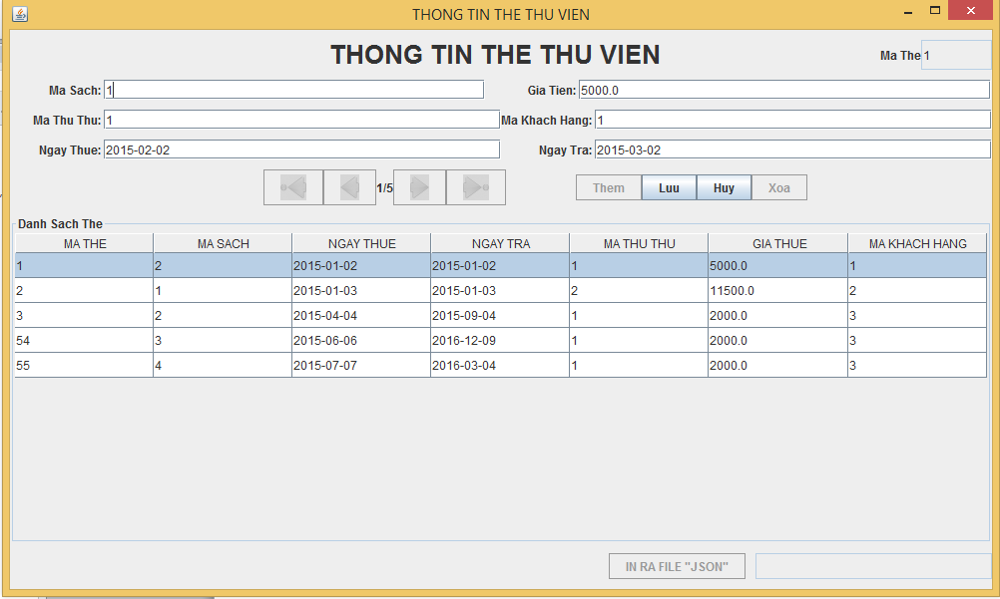 THONG TIN THE THU VIEN
THONG TIN THE THU VIEN
Ma The 1
Ma Sach: 1 Gia Tien: 5000.0
Ma Thu Thu: 1 Ma Khach Hang: 1
Ngay Thue: 2015-02-02 Ngay Tra: 2015-03-02
1/5 Them Luu Huy Xoa
Danh Sach The
MA THE MA SACH NGAY THUE NGAY TRA MA THU THU GIA THUE MA KHACH HANG
1 2 2015-01-02 2015-01-02 1 5000.0 1
2 1 2015-01-03 2015-01-03 2 11500.0 2
3 2 2015-04-04 2015-09-04 1 2000.0 3
54 3 2015-06-06 2016-12-09 1 2000.0 3
55 4 2015-07-07 2016-03-04 1 2000.0 3
IN RA FILE "JSON"